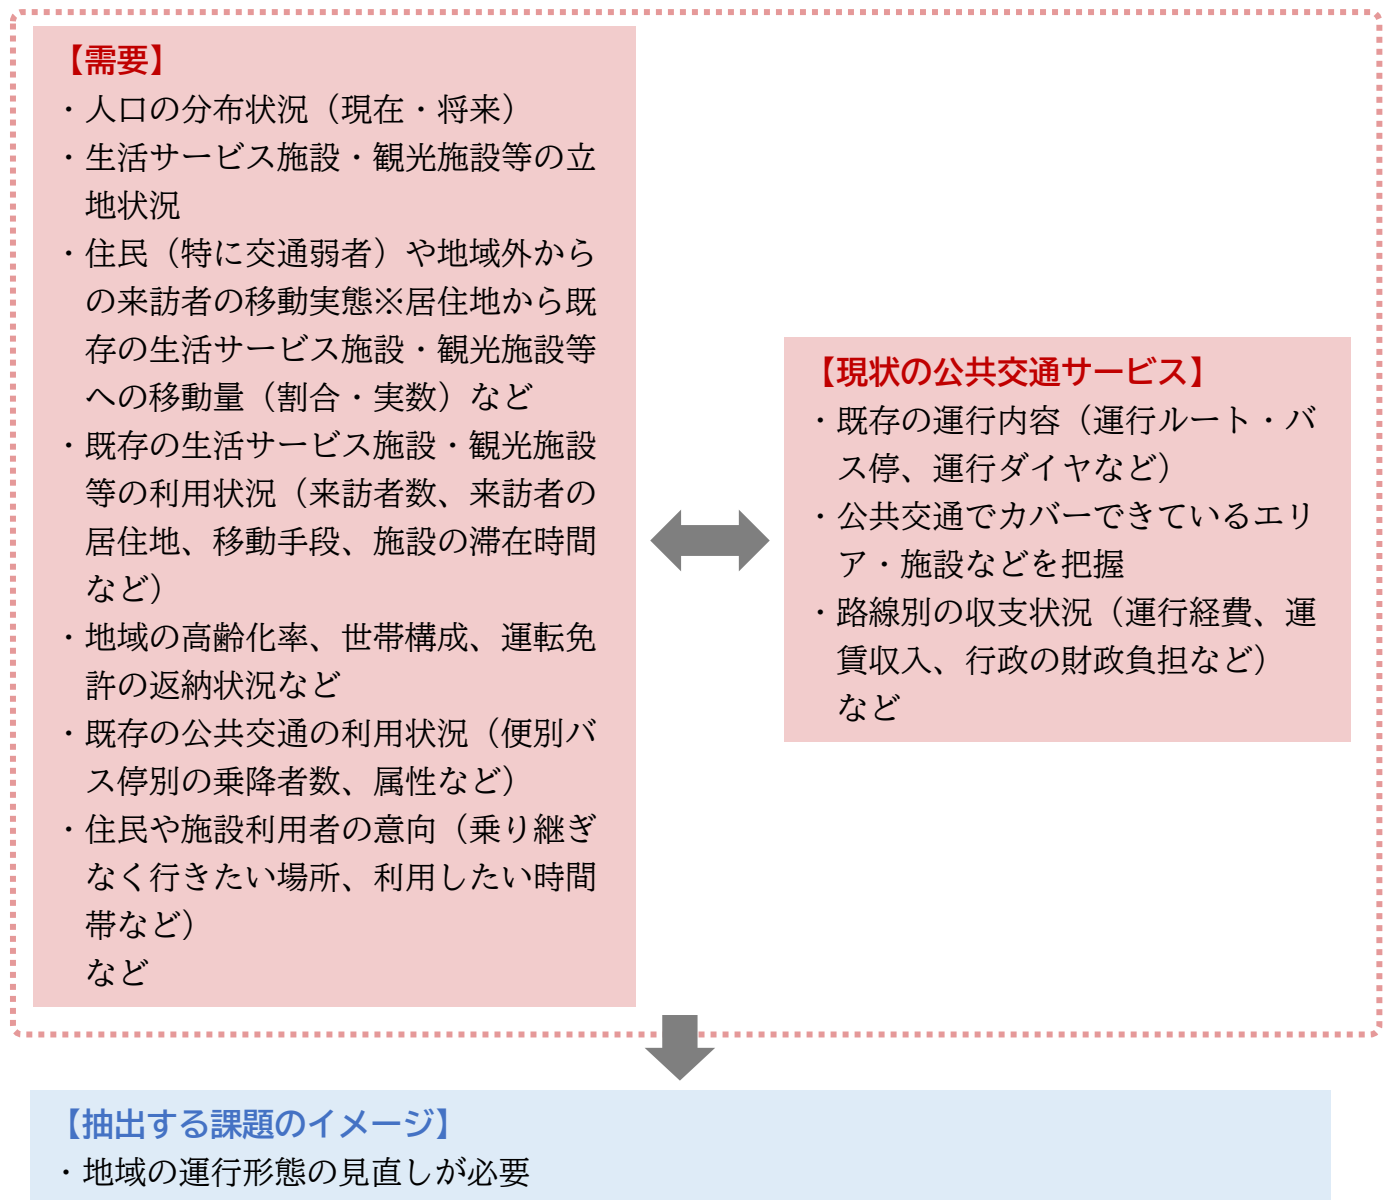 【需要】
・人口の分布状況（現在・将来）
・生活サービス施設・観光施設等の立
地状況
・住民（特に交通弱者）や地域外から
の来訪者の移動実態※居住地から既
存の生活サービス施設・観光施設等
への移動量（割合・実数）など
・既存の生活サービス施設・観光施設
等の利用状況（来訪者数、来訪者の
居住地、移動手段、施設の滞在時間
など）
・地域の高齢化率、世帯構成、運転免
許の返納状況など
・既存の公共交通の利用状況（便別バ
ス停別の乗降者数、属性など）
・住民や施設利用者の意向（乗り継ぎ
なく行きたい場所、利用したい時間
帯など）
など
【現状の公共交通サービス】
・既存の運行内容（運行ルート・バ
ス停、運行ダイヤなど）
・公共交通でカバーできているエリ
ア・施設などを把握
・路線別の収支状況（運行経費、運
賃収入、行政の財政負担など）
など
【抽出する課題のイメージ】
・地域の運行形態の見直しが必要